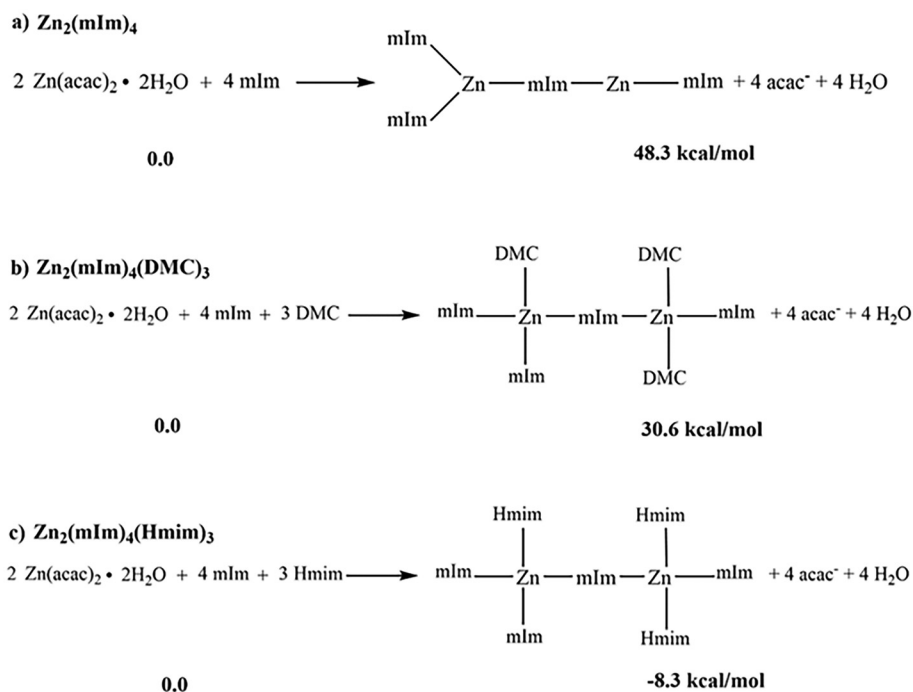 a) Zn₂(mIm)₄
mIm
2 Zn(acac)₂ • 2H₂O + 4 mIm Zn mIm Zn mIm + 4 acac⁻ + 4 H₂O
mIm
0.0 48.3 kcal/mol
b) Zn₂(mIm)₄(DMC)₃
DMC DMC
2 Zn(acac)₂ • 2H₂O + 4 mIm + 3 DMC mIm Zn mIm Zn mIm + 4 acac⁻ + 4 H₂O
mIm DMC
0.0 30.6 kcal/mol
c) Zn₂(mIm)₄(Hmim)₃
Hmim Hmim
2 Zn(acac)₂ • 2H₂O + 4 mIm + 3 Hmim mIm Zn mIm Zn mIm + 4 acac⁻ + 4 H₂O
mIm Hmim
0.0 -8.3 kcal/mol